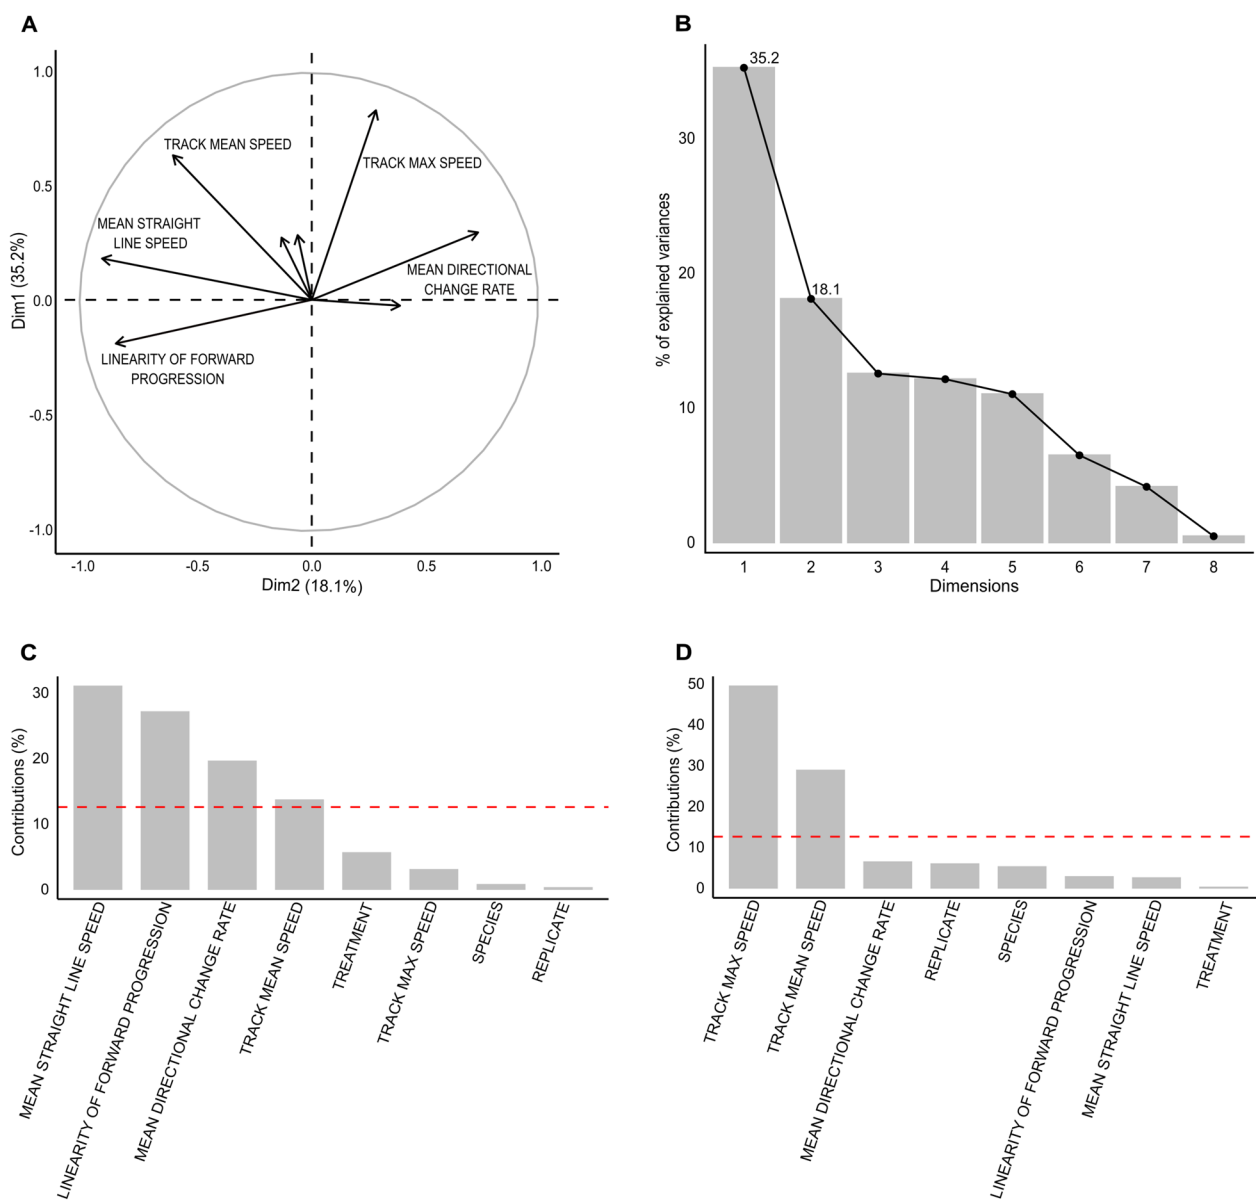 A
1.0
0.5
0.0
-0.5
-1.0
Dim1 (35.2%)
TRACK MEAN SPEED
TRACK MAX SPEED
MEAN STRAIGHT
LINE SPEED
MEAN DIRECTIONAL
CHANGE RATE
LINEARITY OF FORWARD
PROGRESSION
-1.0 -0.5 0.0 0.5 1.0
Dim2 (18.1%)
B
35.2
18.1
% of explained variances
30
20
10
0
1 2 3 4 5 6 7 8
Dimensions
C
Contributions (%)
30
20
10
0
MEAN STRAIGHT LINE SPEED
LINEARITY OF FORWARD PROGRESSION
MEAN DIRECTIONAL CHANGE RATE
TRACK MEAN SPEED
TREATMENT
TRACK MAX SPEED
SPECIES
REPLICATE
D
Contributions (%)
50
40
30
20
10
0
TRACK MAX SPEED
TRACK MEAN SPEED
MEAN DIRECTIONAL CHANGE RATE
REPLICATE
SPECIES
LINEARITY OF FORWARD PROGRESSION
MEAN STRAIGHT LINE SPEED
TREATMENT